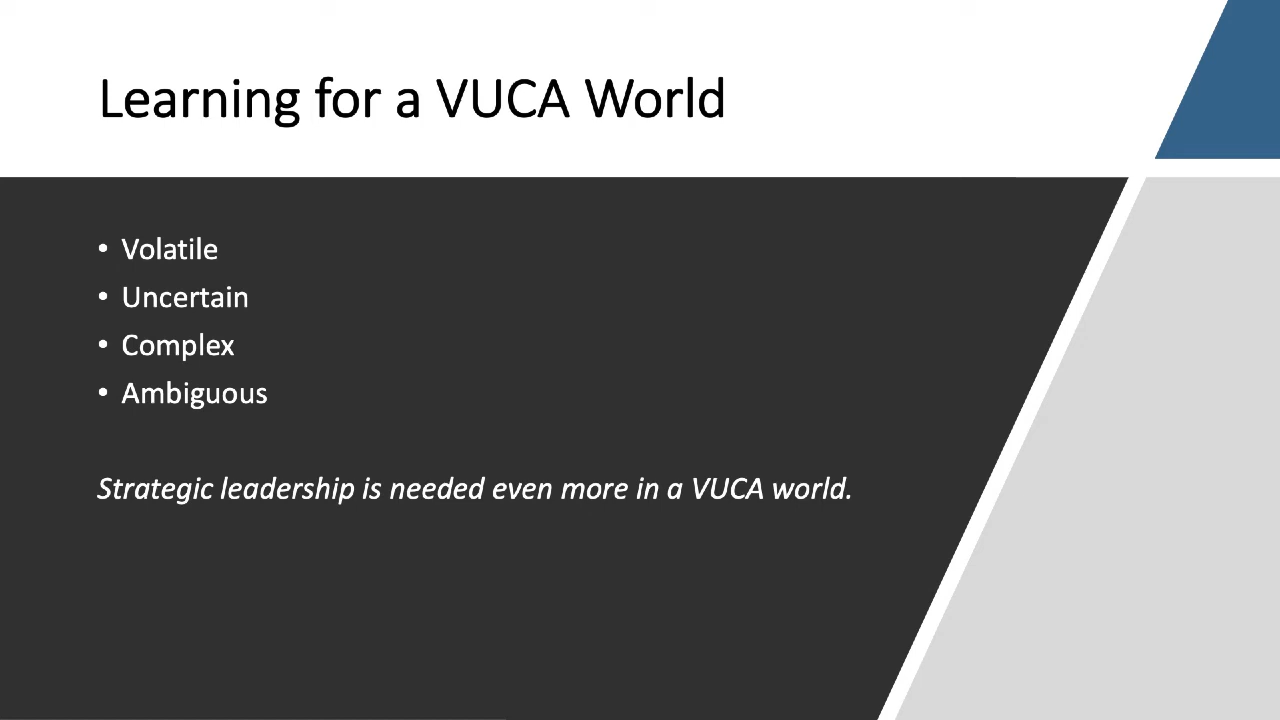 Learning for a VUCA World
• Volatile
• Uncertain
• Complex
• Ambiguous
Strategic leadership is needed even more in a VUCA world.